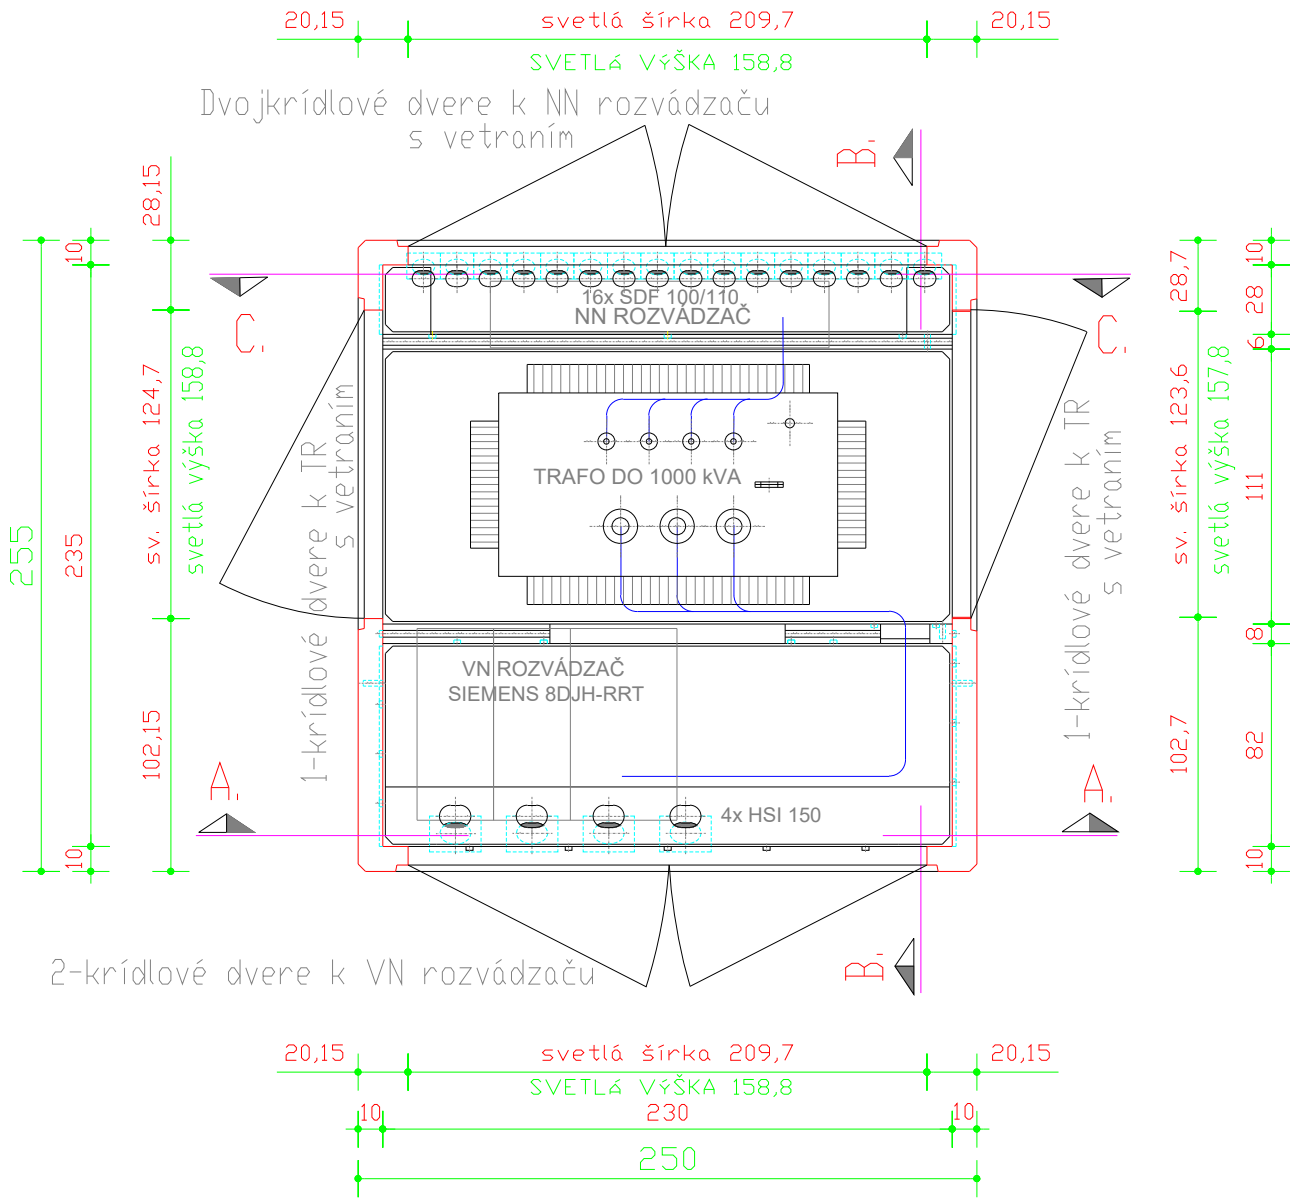 20,15
svetlá šírka 209,7
20,15
SVETLá VýŠKA 158,8
Dvojkrídlové dvere k NN rozvádzaču
s vetraním
B.
28,15
10
10
28,7
28
6
C.
C.
16x SDF 100/110
NN ROZVÁDZAČ
sv. šírka 124,7
svetlá výška 158,8
1-krídlové dvere k TR
s vetraním
TRAFO DO 1000 kVA
1-krídlové dvere k TR
s vetraním
sv. šírka 123,6
svetlá výška 157,8
111
255
235
8
VN ROZVÁDZAČ
SIEMENS 8DJH-RRT
102,15
102,7
82
A.
A.
4x HSI 150
10
10
2-krídlové dvere k VN rozvádzaču
B.
20,15
svetlá šírka 209,7
20,15
SVETLá VýŠKA 158,8
10
230
10
250